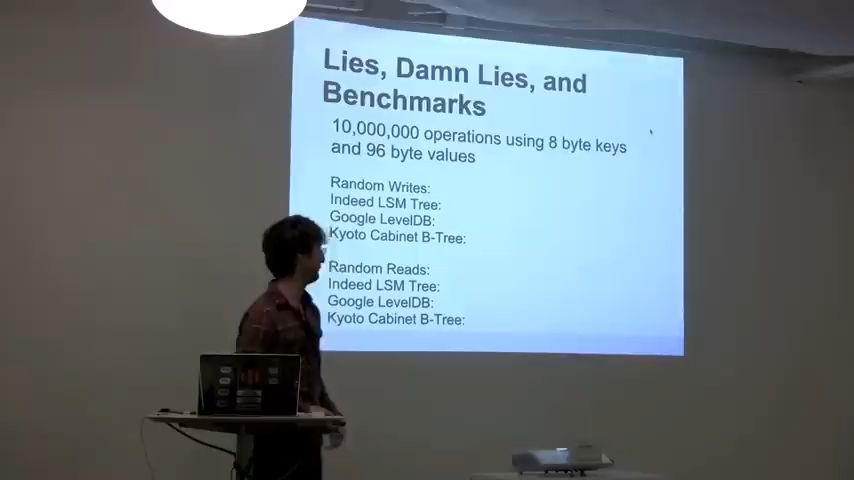 Lies, Damn Lies, and
Benchmarks
10,000,000 operations using 8 byte keys
and 96 byte values
Random Writes:
Indeed LSM Tree:
Google LevelDB:
Kyoto Cabinet B-Tree:
Random Reads:
Indeed LSM Tree:
Google LevelDB:
Kyoto Cabinet B-Tree: